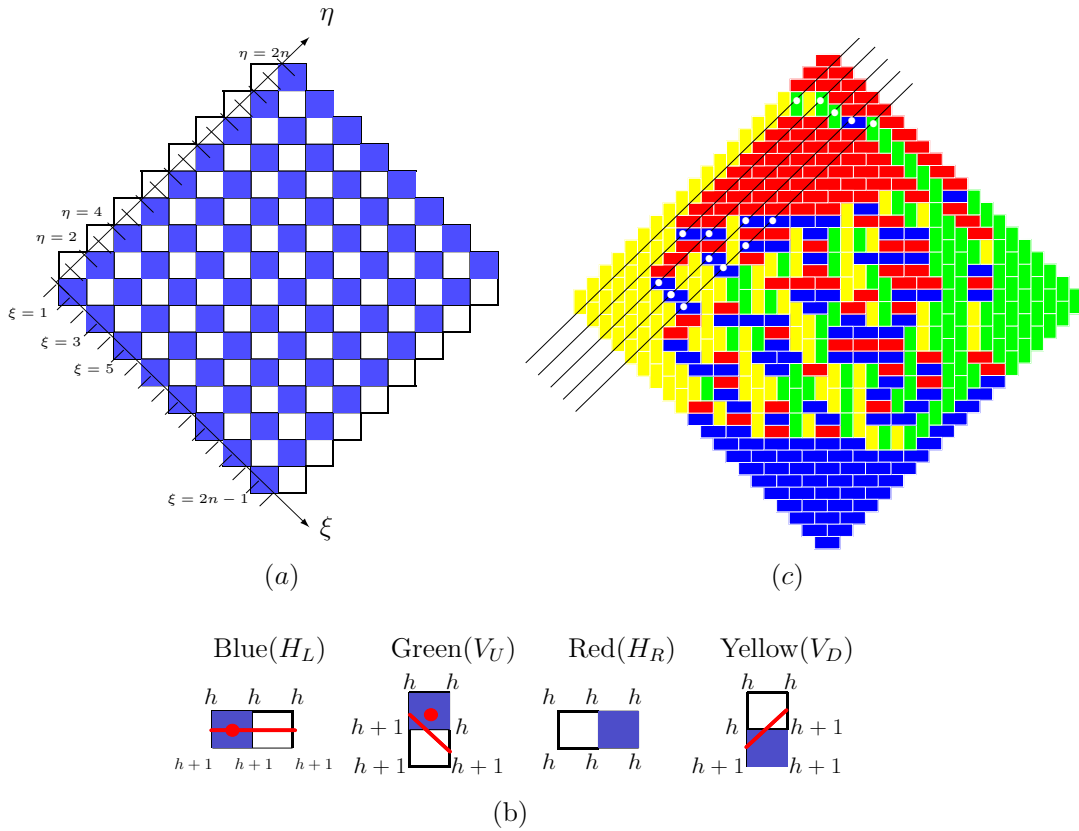 η
η = 2n
η = 4
η = 2
ξ = 1
ξ = 3
ξ = 5
ξ = 2n − 1
ξ
(a)
(c)
Blue(H_L) Green(V_U) Red(H_R) Yellow(V_D)
h h h
h+1 h+1 h+1
h h
h+1 h
h+1 h+1
h h h
h h h
h h
h h+1
h+1 h+1
(b)